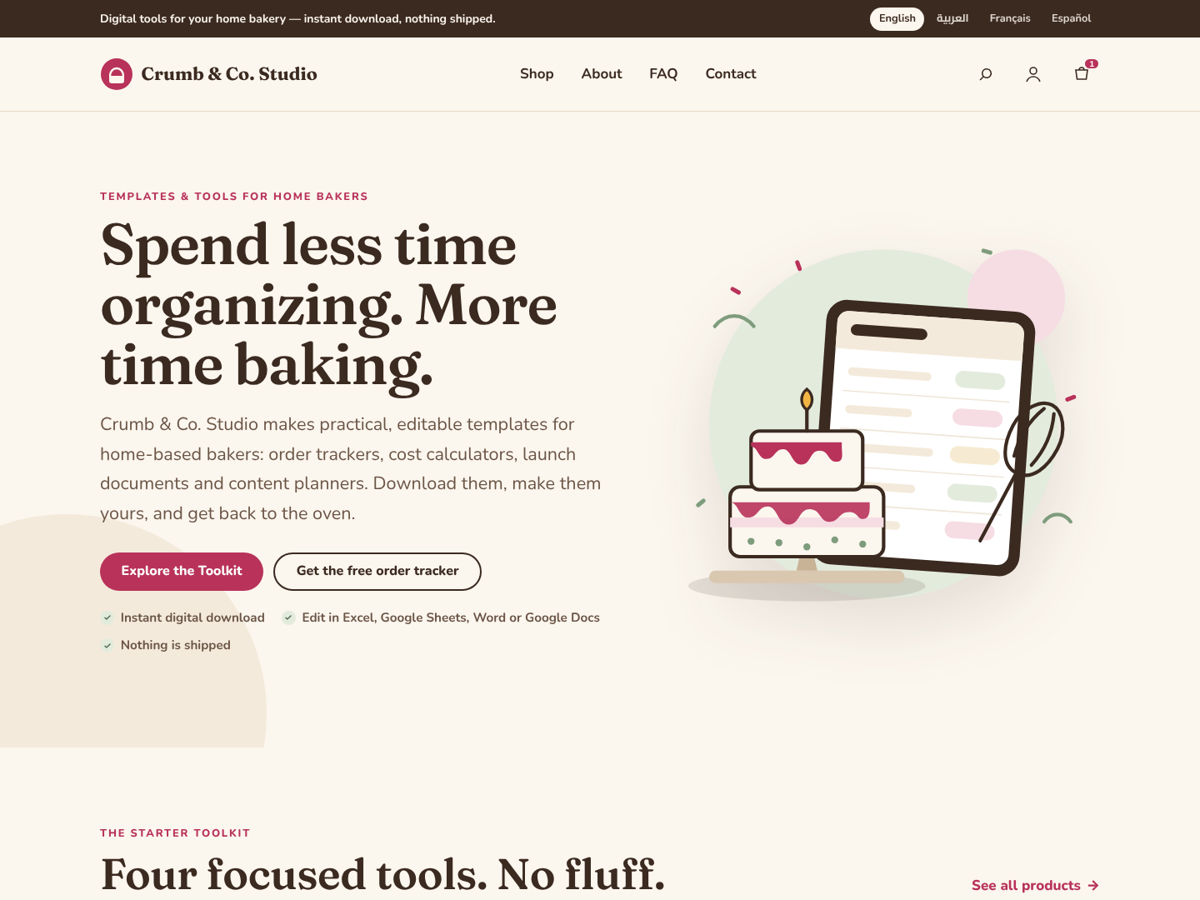 Digital tools for your home bakery — instant download, nothing shipped.
English العربية Français Español
Crumb & Co. Studio
Shop About FAQ Contact
1
TEMPLATES & TOOLS FOR HOME BAKERS
Spend less time
organizing. More
time baking.
Crumb & Co. Studio makes practical, editable templates for
home-based bakers: order trackers, cost calculators, launch
documents and content planners. Download them, make them
yours, and get back to the oven.
Explore the Toolkit Get the free order tracker
Instant digital download Edit in Excel, Google Sheets, Word or Google Docs
Nothing is shipped
THE STARTER TOOLKIT
Four focused tools. No fluff.
See all products →